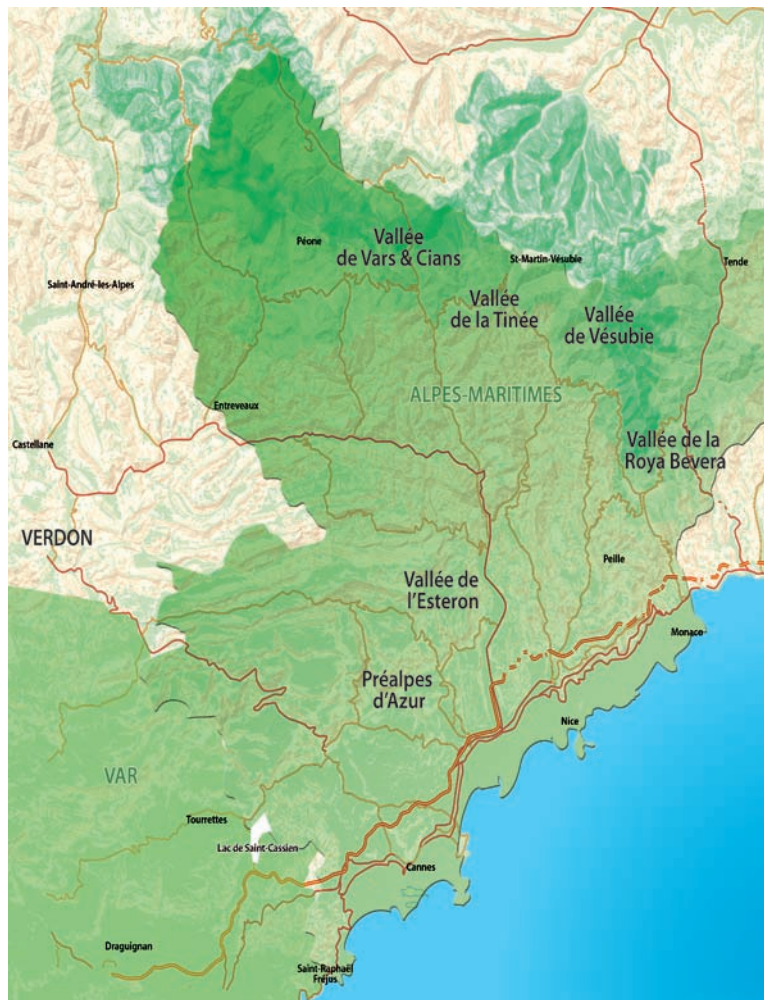 Péone
Vallée
de Vars & Cians
St-Martin-Vésubie
Tende
Saint-André-les-Alpes
Vallée
de la Tinée
Vallée
de Vésubie
ALPES-MARITIMES
Entreveaux
Castellane
Vallée de la
Roya Bevera
VERDON
Peille
Vallée de
l'Esteron
Monaco
Préalpes
d'Azur
Nice
VAR
Tourrettes
Lac de Saint-Cassien
Cannes
Draguignan
Saint-Raphaël
Fréjus